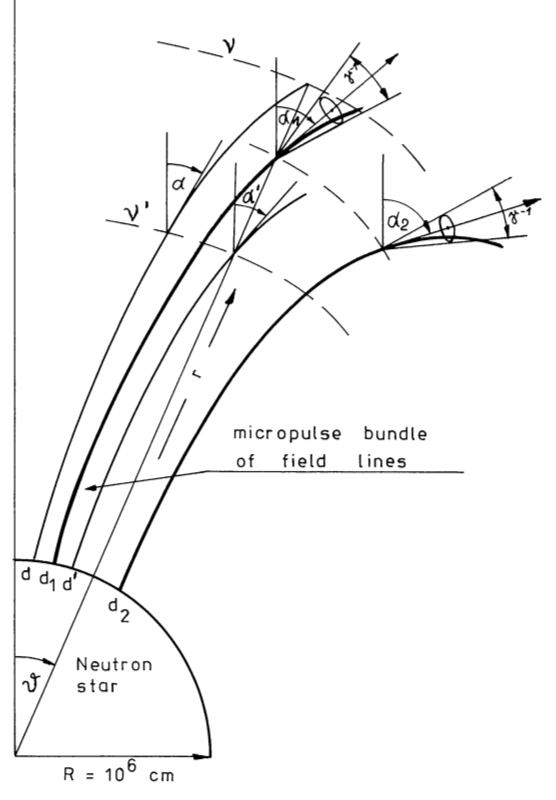 ν
γ⁻¹
α₁
α
α'
ν'
α₂
γ⁻¹
r
micropulse bundle
of field lines
d d₁ d' d₂
ϑ
Neutron
star
R = 10⁶ cm